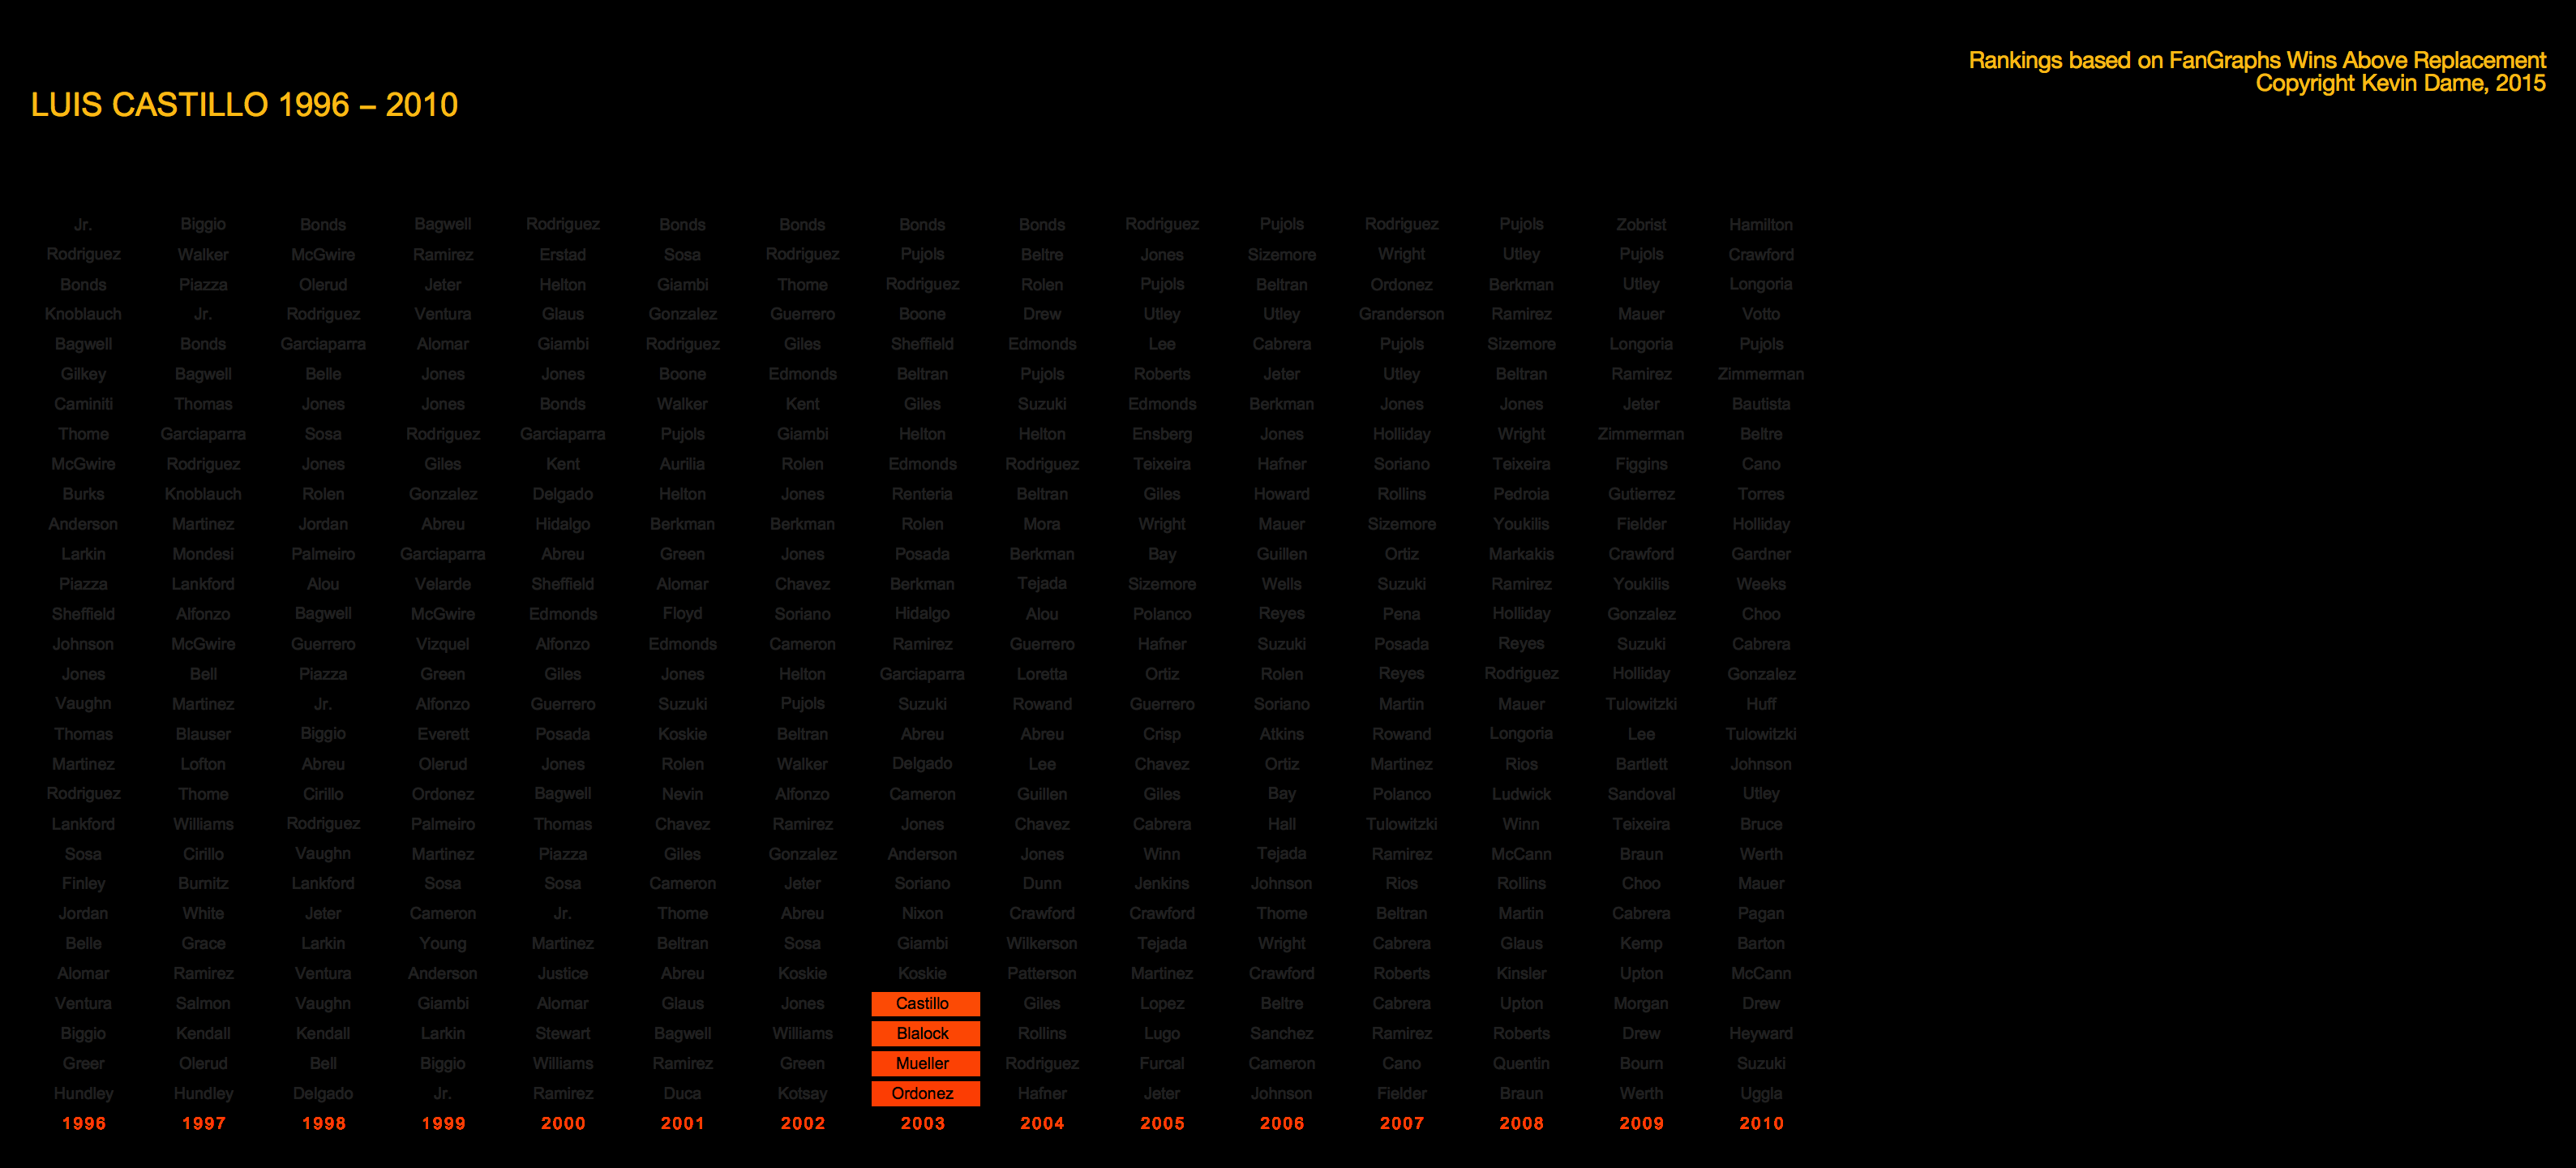 Rankings based on FanGraphs Wins Above Replacement
Copyright Kevin Dame, 2015
LUIS CASTILLO 1996 – 2010
Jr. Biggio Bonds Bagwell Rodriguez Bonds Bonds Bonds Bonds Rodriguez Pujols Rodriguez Pujols Zobrist Hamilton
Rodriguez Walker McGwire Ramirez Erstad Sosa Rodriguez Pujols Beltre Jones Sizemore Wright Utley Pujols Crawford
Bonds Piazza Olerud Jeter Helton Giambi Thome Rodriguez Rolen Pujols Beltran Ordonez Berkman Utley Longoria
Knoblauch Jr. Rodriguez Ventura Glaus Gonzalez Guerrero Boone Drew Utley Utley Granderson Ramirez Mauer Votto
Bagwell Bonds Garciaparra Alomar Giambi Rodriguez Giles Sheffield Edmonds Lee Cabrera Pujols Sizemore Longoria Pujols
Gilkey Bagwell Belle Jones Jones Boone Edmonds Beltran Pujols Roberts Jeter Utley Beltran Ramirez Zimmerman
Caminiti Thomas Jones Jones Bonds Walker Kent Giles Suzuki Edmonds Berkman Jones Jones Jeter Bautista
Thome Garciaparra Sosa Rodriguez Garciaparra Pujols Giambi Helton Helton Ensberg Jones Holliday Wright Zimmerman Beltre
McGwire Rodriguez Jones Giles Kent Aurilia Rolen Edmonds Rodriguez Teixeira Hafner Soriano Teixeira Figgins Cano
Burks Knoblauch Rolen Gonzalez Delgado Helton Jones Renteria Beltran Giles Howard Rollins Pedroia Gutierrez Torres
Anderson Martinez Jordan Abreu Hidalgo Berkman Berkman Rolen Mora Wright Mauer Sizemore Youkilis Fielder Holliday
Larkin Mondesi Palmeiro Garciaparra Abreu Green Jones Posada Berkman Bay Guillen Ortiz Markakis Crawford Gardner
Piazza Lankford Alou Velarde Sheffield Alomar Chavez Berkman Tejada Sizemore Wells Suzuki Ramirez Youkilis Weeks
Sheffield Alfonzo Bagwell McGwire Edmonds Floyd Soriano Hidalgo Alou Polanco Reyes Pena Holliday Gonzalez Choo
Johnson McGwire Guerrero Vizquel Alfonzo Edmonds Cameron Ramirez Guerrero Hafner Suzuki Posada Reyes Suzuki Cabrera
Jones Bell Piazza Green Giles Jones Helton Garciaparra Loretta Ortiz Rolen Reyes Rodriguez Holliday Gonzalez
Vaughn Martinez Jr. Alfonzo Guerrero Suzuki Pujols Suzuki Rowand Guerrero Soriano Martin Mauer Tulowitzki Huff
Thomas Blauser Biggio Everett Posada Koskie Beltran Abreu Abreu Crisp Atkins Rowand Longoria Lee Tulowitzki
Martinez Lofton Abreu Olerud Jones Rolen Walker Delgado Lee Chavez Ortiz Martinez Rios Bartlett Johnson
Rodriguez Thome Cirillo Ordonez Bagwell Nevin Alfonzo Cameron Guillen Giles Bay Polanco Ludwick Sandoval Utley
Lankford Williams Rodriguez Palmeiro Thomas Chavez Ramirez Jones Chavez Cabrera Hall Tulowitzki Winn Teixeira Bruce
Sosa Cirillo Vaughn Martinez Piazza Giles Gonzalez Anderson Jones Winn Tejada Ramirez McCann Braun Werth
Finley Burnitz Lankford Sosa Sosa Cameron Jeter Soriano Dunn Jenkins Johnson Rios Rollins Choo Mauer
Jordan White Jeter Cameron Jr. Thome Abreu Nixon Crawford Crawford Thome Beltran Martin Cabrera Pagan
Belle Grace Larkin Young Martinez Beltran Sosa Giambi Wilkerson Tejada Wright Cabrera Glaus Kemp Barton
Alomar Ramirez Ventura Anderson Justice Abreu Koskie Koskie Patterson Martinez Crawford Roberts Kinsler Upton McCann
Ventura Salmon Vaughn Giambi Alomar Glaus Jones Castillo Giles Lopez Beltre Cabrera Upton Morgan Drew
Biggio Kendall Kendall Larkin Stewart Bagwell Williams Blalock Rollins Lugo Sanchez Ramirez Roberts Drew Heyward
Greer Olerud Bell Biggio Williams Ramirez Green Mueller Rodriguez Furcal Cameron Cano Quentin Bourn Suzuki
Hundley Hundley Delgado Jr. Ramirez Duca Kotsay Ordonez Hafner Jeter Johnson Fielder Braun Werth Uggla
1996 1997 1998 1999 2000 2001 2002 2003 2004 2005 2006 2007 2008 2009 2010